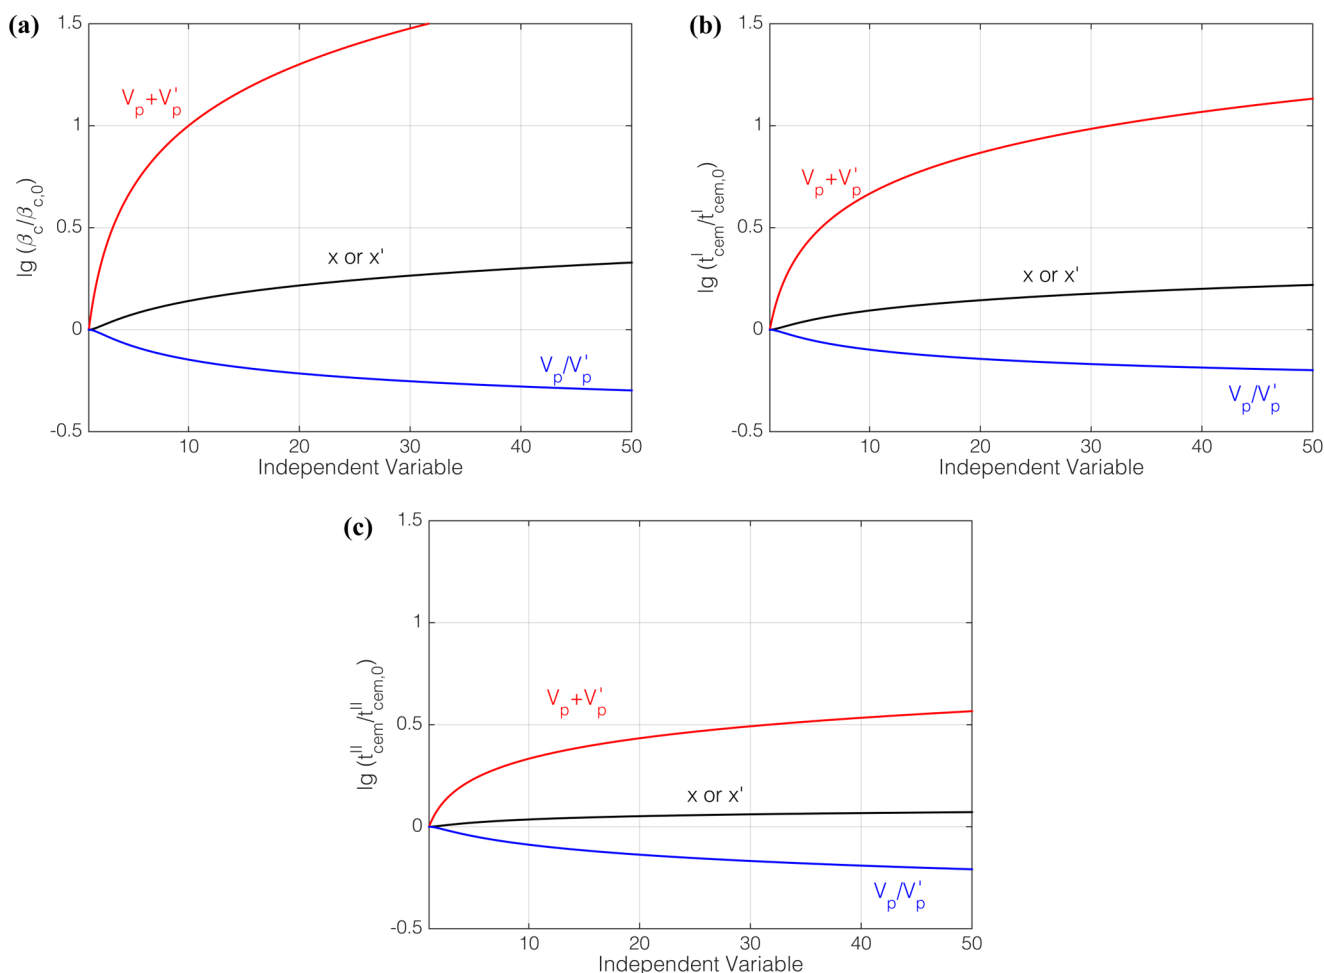 (a)
1.5
1
0.5
0
-0.5
lg (β_c/β_c,0)
V_p+V'_p
x or x'
V_p/V'_p
10 20 30 40 50
Independent Variable
(b)
1.5
1
0.5
0
-0.5
lg (t^I_cem/t^I_cem,0)
V_p+V'_p
x or x'
V_p/V'_p
10 20 30 40 50
Independent Variable
(c)
1.5
1
0.5
0
-0.5
lg (t^II_cem/t^II_cem,0)
V_p+V'_p
x or x'
V_p/V'_p
10 20 30 40 50
Independent Variable